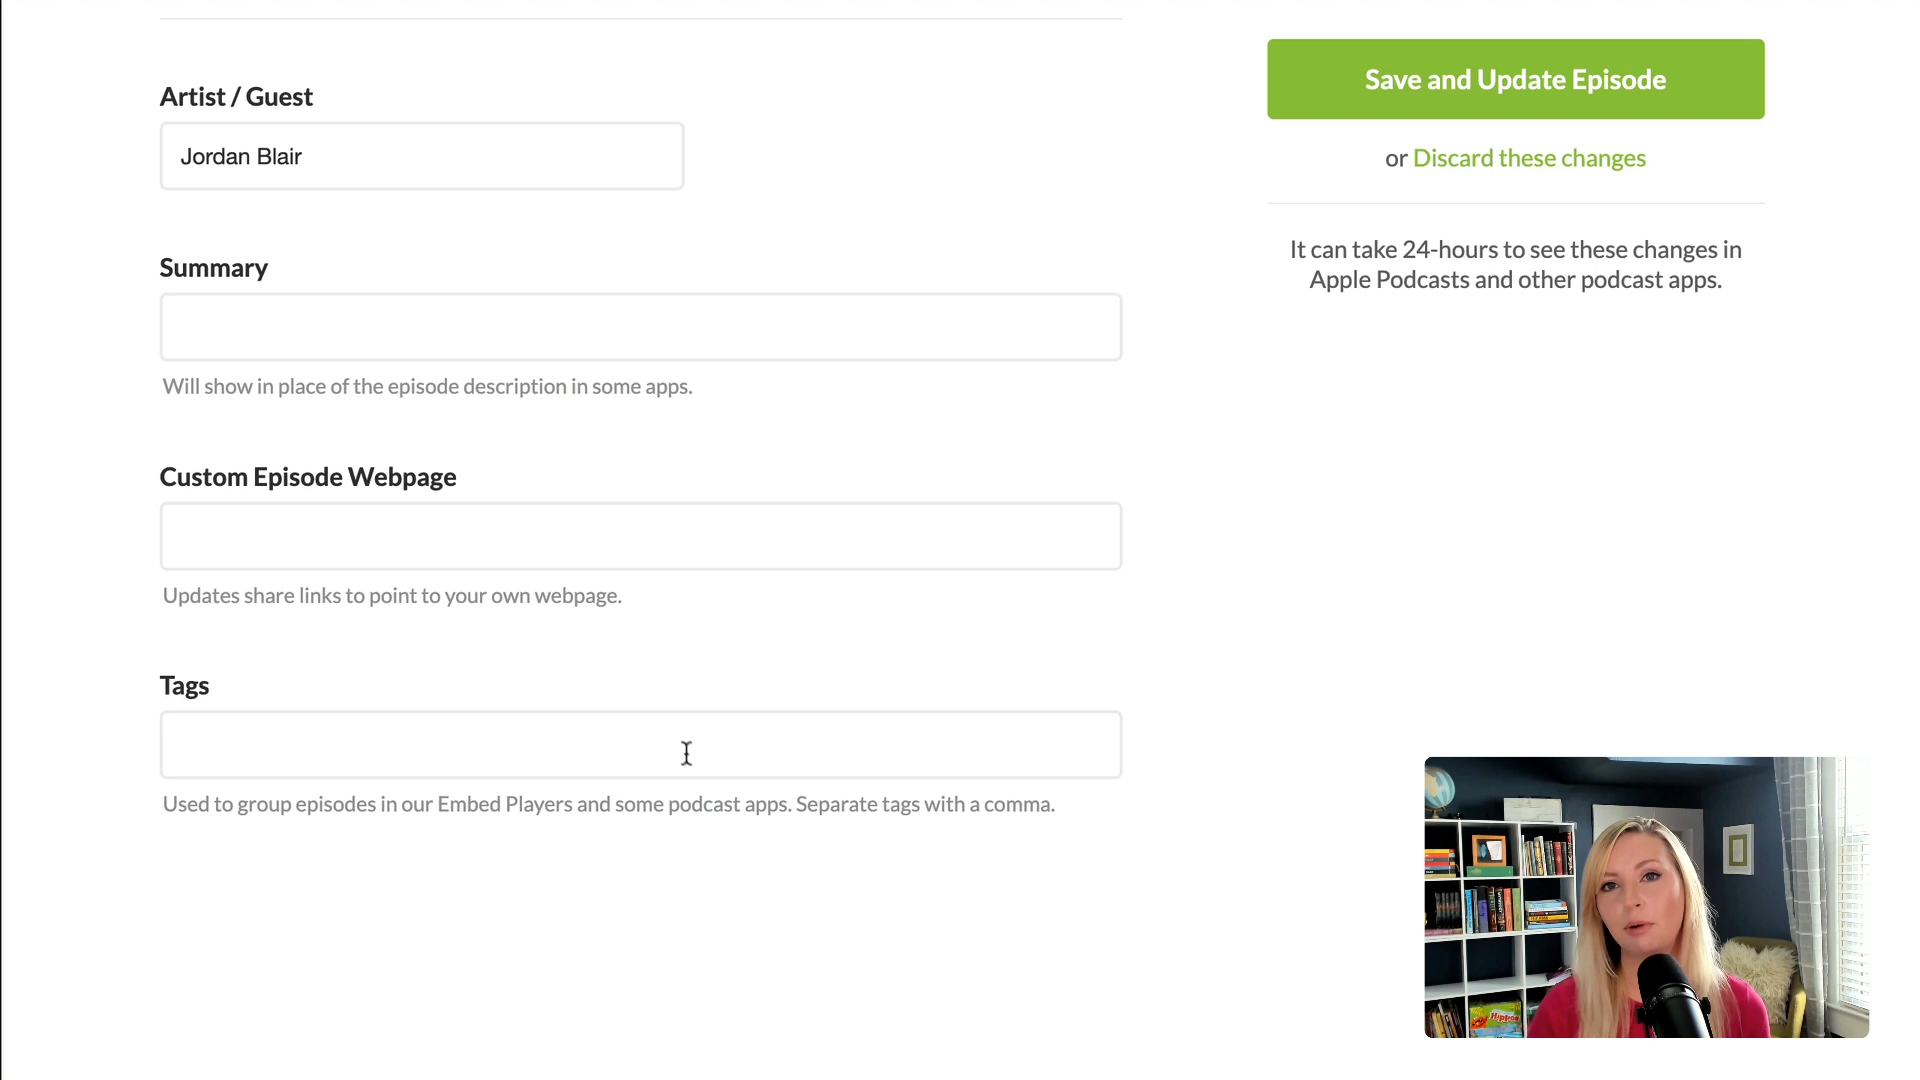 Artist / Guest
Jordan Blair
Summary
Will show in place of the episode description in some apps.
Custom Episode Webpage
Updates share links to point to your own webpage.
Tags
Used to group episodes in our Embed Players and some podcast apps. Separate tags with a comma.
Save and Update Episode
or Discard these changes
It can take 24-hours to see these changes in
Apple Podcasts and other podcast apps.
Hippos